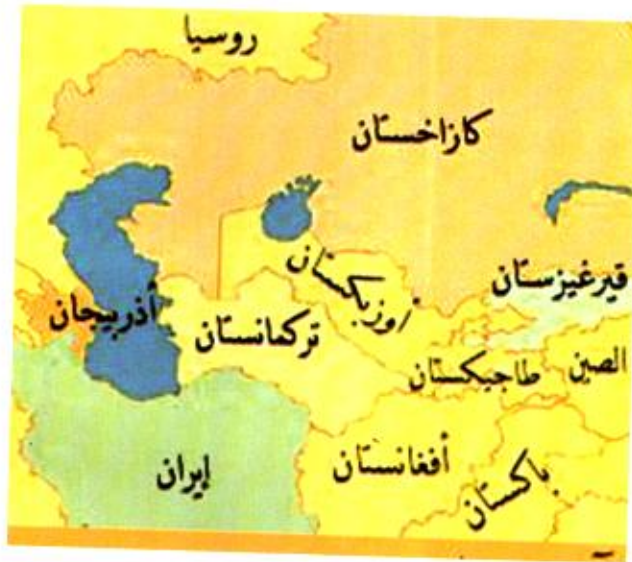 روسيا
كازاخستان
أوزبكستان
قيرغيزستان
أذربيجان
تركمانستان
طاجيكستان
الصين
إيران
أفغانستان
باكستان